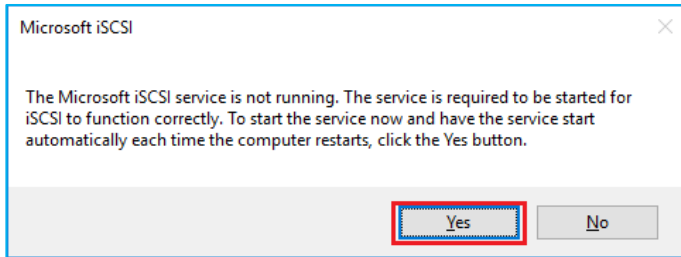 Microsoft iSCSI
The Microsoft iSCSI service is not running. The service is required to be started for
iSCSI to function correctly. To start the service now and have the service start
automatically each time the computer restarts, click the Yes button.
Yes
No